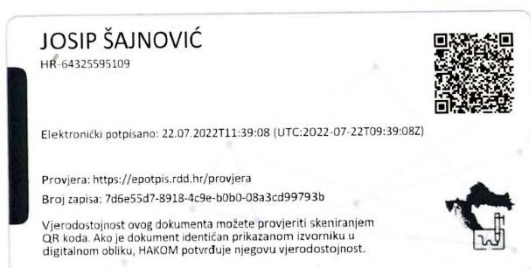 JOSIP ŠAJNOVIĆ
HR-64325595109
Elektronički potpisano: 22.07.2022T11:39:08 (UTC:2022-07-22T09:39:08Z)
Provjera: https://epotpis.rdd.hr/provjera
Broj zapisa: 7d6e55d7-8918-4c9e-b0b0-08a3cd99793b
Vjerodostojnost ovog dokumenta možete provjeriti skeniranjem
QR koda. Ako je dokument identičan prikazanom izvorniku u
digitalnom obliku, HAKOM potvrđuje njegovu vjerodostojnost.